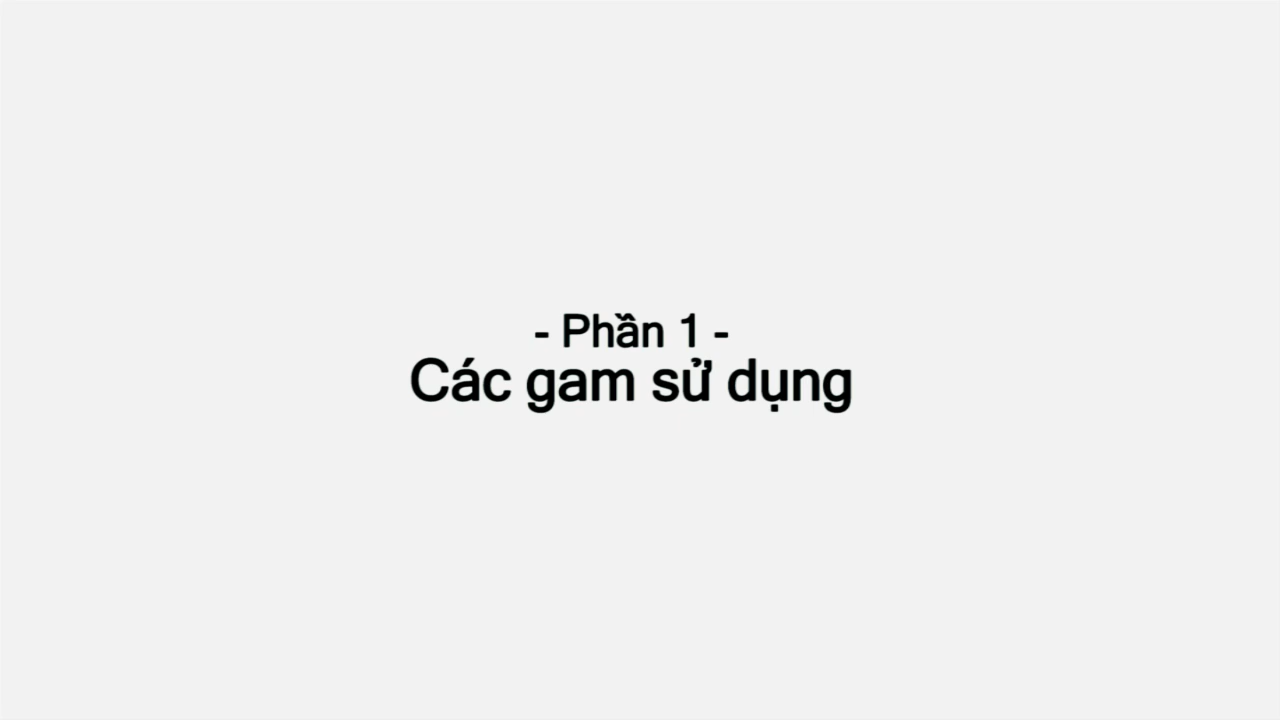 - Phần 1 -
Các gam sử dụng